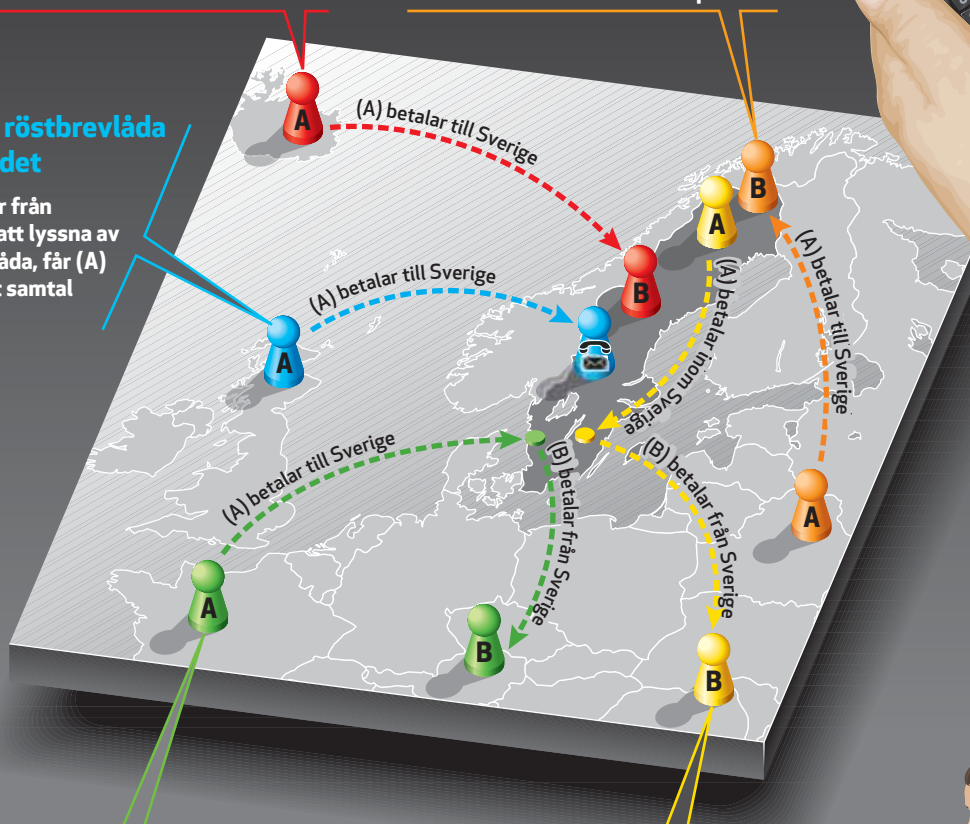 A
(A) betalar till Sverige
B
B
A
röstbrevlåda
det
r från
att lyssna av
åda, får (A)
t samtal
A
(A) betalar till Sverige
B
(A) betalar inom Sverige
(A) betalar till Sverige
A
(A) betalar till Sverige
(B) betalar från Sverige
(B) betalar från Sverige
A
B
B